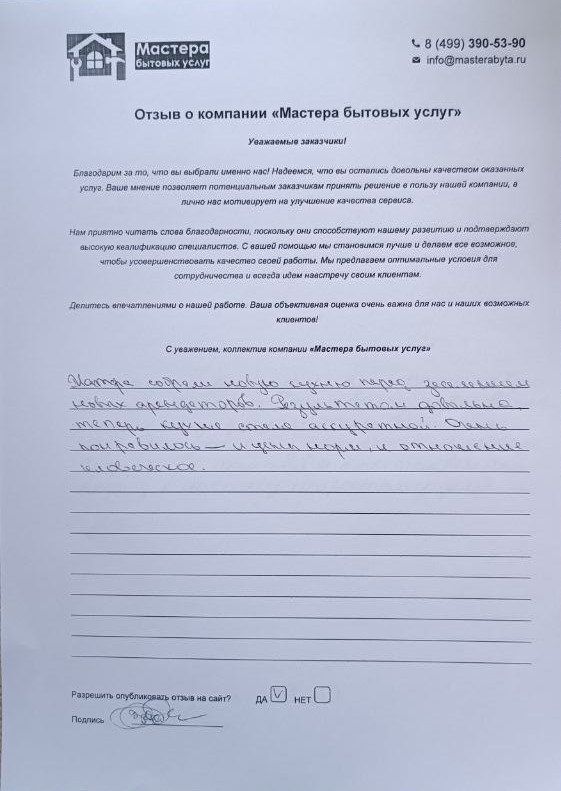 Мастера
бытовых услуг
8 (499) 390-53-90
info@masterabyta.ru
Отзыв о компании «Мастера бытовых услуг»
Уважаемые заказчики!
Благодарим за то, что вы выбрали именно нас! Надеемся, что вы остались довольны качеством оказанных
услуг. Ваше мнение позволяет потенциальным заказчикам принять решение в пользу нашей компании, а
лично нас мотивирует на улучшение качества сервиса.
Нам приятно читать слова благодарности, поскольку они способствуют нашему развитию и подтверждают
высокую квалификацию специалистов. С вашей помощью мы становимся лучше и делаем все возможное,
чтобы усовершенствовать качество своей работы. Мы предлагаем оптимальные условия для
сотрудничества и всегда идем навстречу своим клиентам.
Делитесь впечатлениями о нашей работе. Ваша объективная оценка очень важна для нас и наших возможных
клиентов!
С уважением, коллектив компании «Мастера бытовых услуг»
собрали новую кухню перед заселением
новых арендаторов. Результатом довольна,
теперь кухня стала аккуратной. Очень
понравилось — и цены норм, и отношение
человеческое.
Разрешить опубликовать отзыв на сайт? ДА НЕТ
Подпись